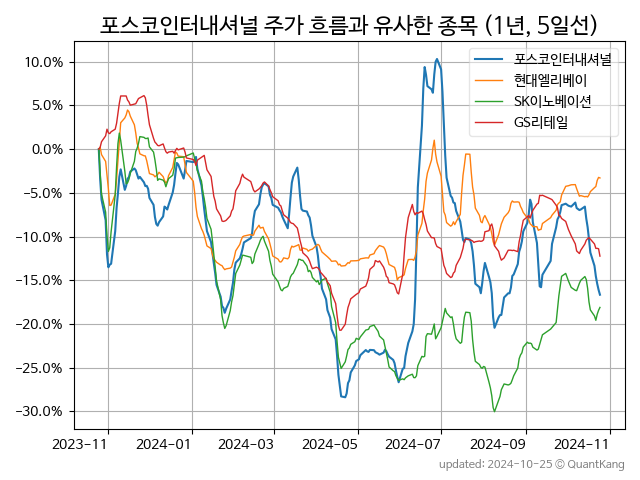 포스코인터내셔널 주가 흐름과 유사한 종목 (1년, 5일선)
포스코인터내셔널
현대엘리베이
SK이노베이션
GS리테일
10.0%
5.0%
0.0%
−5.0%
−10.0%
−15.0%
−20.0%
−25.0%
−30.0%
2023-11
2024-01
2024-03
2024-05
2024-07
2024-09
2024-11
updated: 2024-10-25 © QuantKang